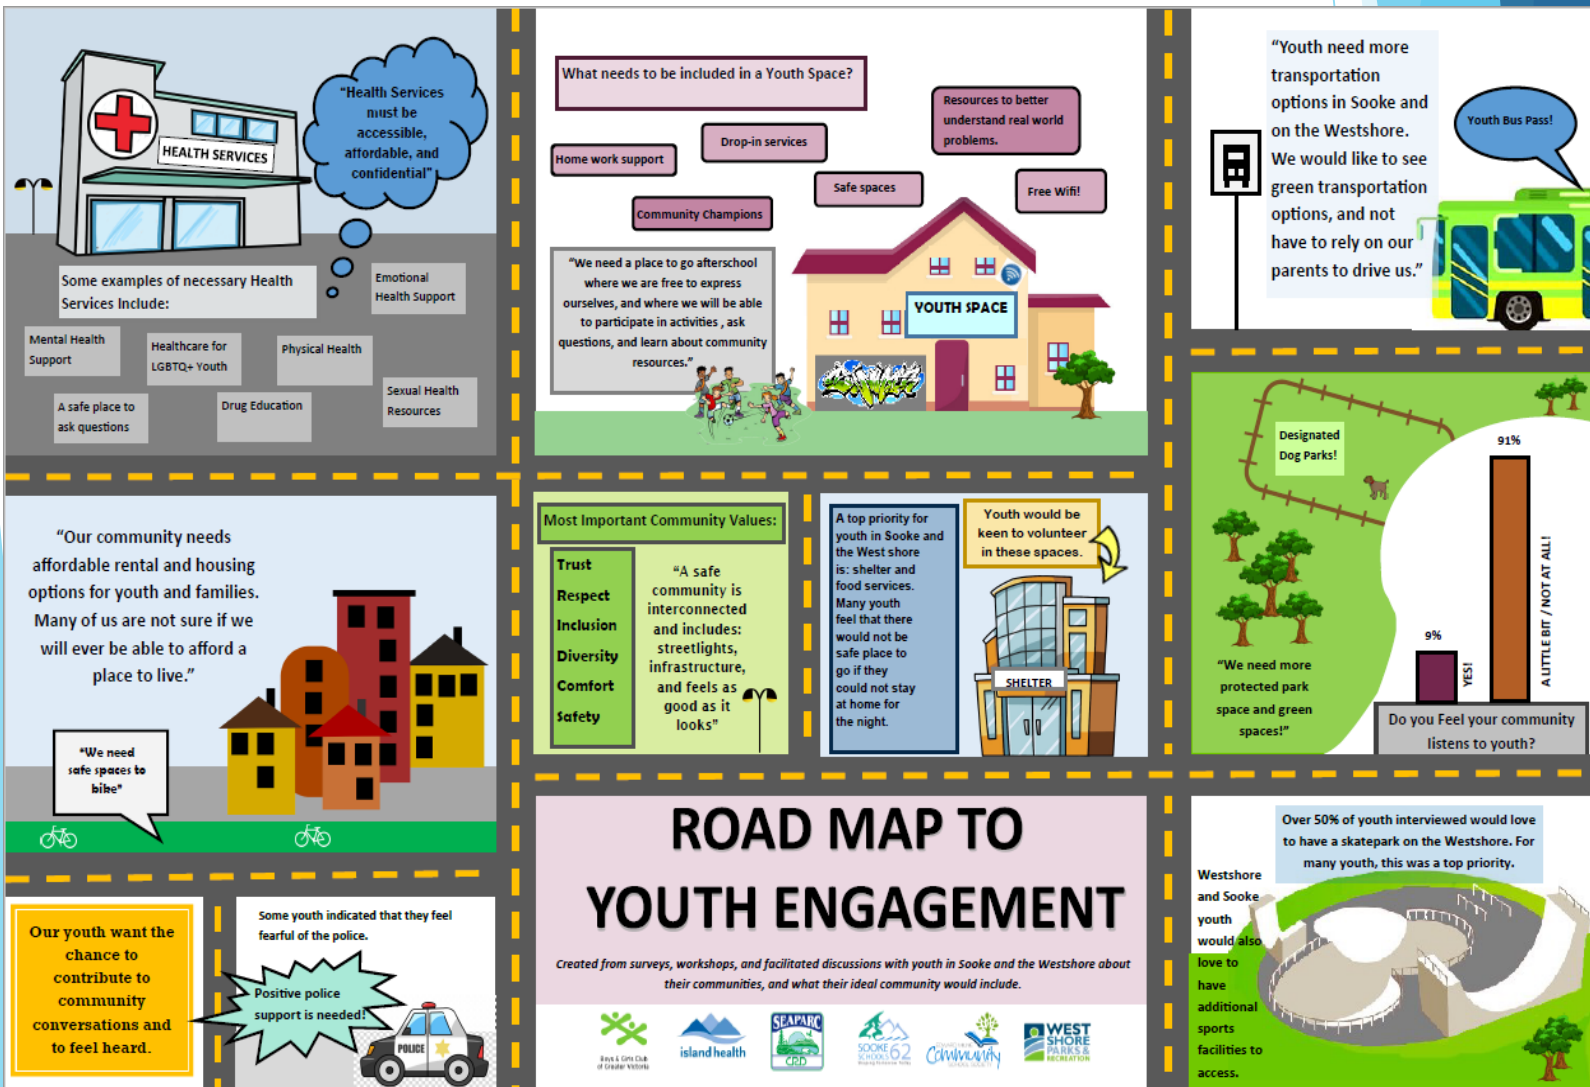 "Health Services
must be
accessible,
affordable, and
confidential"
HEALTH SERVICES
Some examples of necessary Health
Services Include:
Emotional
Health Support
Mental Health
Support
Healthcare for
LGBTQ+ Youth
Physical Health
A safe place to
ask questions
Drug Education
Sexual Health
Resources
What needs to be included in a Youth Space?
Home work support
Drop-in services
Resources to better
understand real world
problems.
Community Champions
Safe spaces
Free Wifi!
"We need a place to go afterschool
where we are free to express
ourselves, and where we will be able
to participate in activities , ask
questions, and learn about community
resources."
YOUTH SPACE
"Youth need more
transportation
options in Sooke and
on the Westshore.
We would like to see
green transportation
options, and not
have to rely on our
parents to drive us."
Youth Bus Pass!
Designated
Dog Parks!
"We need more
protected park
space and green
spaces!"
91%
9%
YES!
A LITTLE BIT / NOT AT ALL!
Do you Feel your community
listens to youth?
"Our community needs
affordable rental and housing
options for youth and families.
Many of us are not sure if we
will ever be able to afford a
place to live."
"We need
safe spaces to
bike"
Most Important Community Values:
Trust
Respect
Inclusion
Diversity
Comfort
Safety
"A safe
community is
interconnected
and includes:
streetlights,
infrastructure,
and feels as
good as it
looks"
A top priority for
youth in Sooke and
the West shore
is: shelter and
food services.
Many youth
feel that there
would not be
safe place to
go if they
could not stay
at home for
the night.
Youth would be
keen to volunteer
in these spaces.
SHELTER
Our youth want the
chance to
contribute to
community
conversations and
to feel heard.
Some youth indicated that they feel
fearful of the police.
Positive police
support is needed!
POLICE
ROAD MAP TO
YOUTH ENGAGEMENT
Created from surveys, workshops, and facilitated discussions with youth in Sooke and the Westshore about
their communities, and what their ideal community would include.
Boys & Girls Club
of Greater Victoria
island health
SEAPARC
CRD
SOOKE
SCHOOLS 62
Community
SCHOOL SOCIETY
WEST
SHORE
PARKS &
RECREATION
Over 50% of youth interviewed would love
to have a skatepark on the Westshore. For
many youth, this was a top priority.
Westshore
and Sooke
youth
would also
love to
have
additional
sports
facilities to
access.